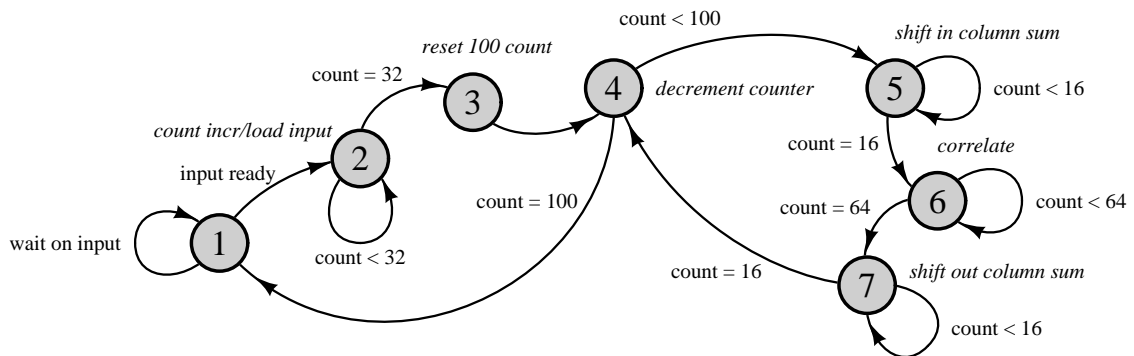 count < 100
shift in column sum
reset 100 count
count = 32
3
4
decrement counter
5
count < 16
count incr/load input
count = 16
correlate
input ready
2
count = 100
count = 64
6
count < 64
wait on input
1
count < 32
count = 16
7
shift out column sum
count < 16